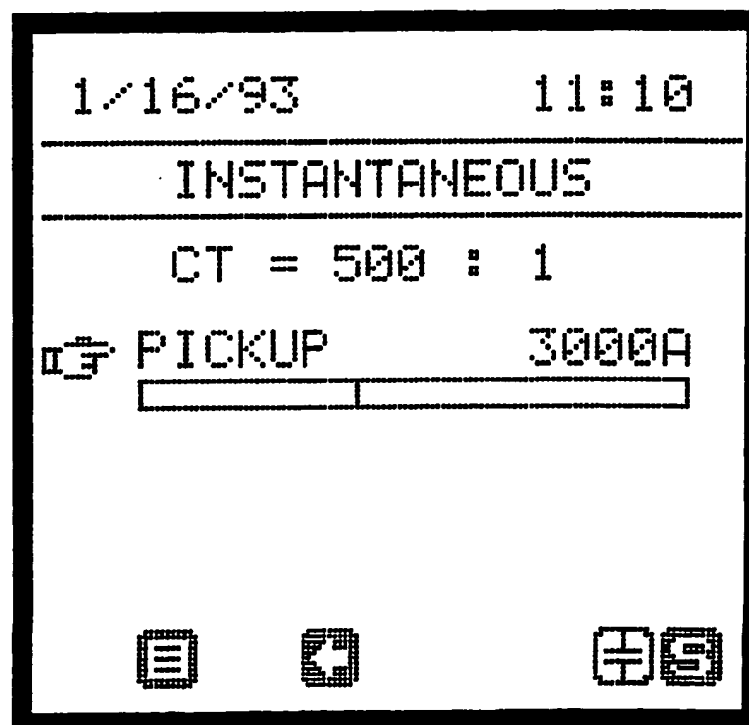 1/16/93 11:10
INSTANTANEOUS
CT = 500 : 1
PICKUP 3000A